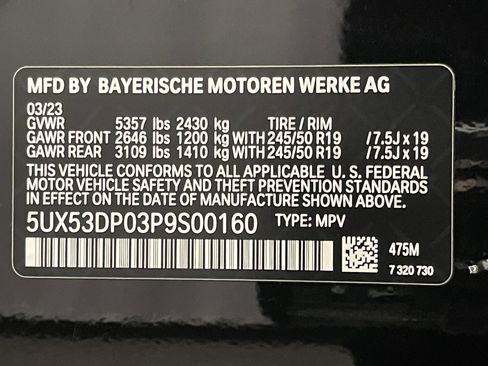 MFD BY BAYERISCHE MOTOREN WERKE AG
03/23
GVWR 5357 lbs 2430 kg TIRE / RIM
GAWR FRONT 2646 lbs 1200 kg WITH 245/50 R19 /7.5J x 19
GAWR REAR 3109 lbs 1410 kg WITH 245/50 R19 /7.5J x 19
THIS VEHICLE CONFORMS TO ALL APPLICABLE U. S. FEDERAL
MOTOR VEHICLE SAFETY AND THEFT PREVENTION STANDARDS
IN EFFECT ON THE DATE OF MANUFACTURE SHOWN ABOVE.
5UX53DP03P9S00160 TYPE: MPV
475M
7 320 730